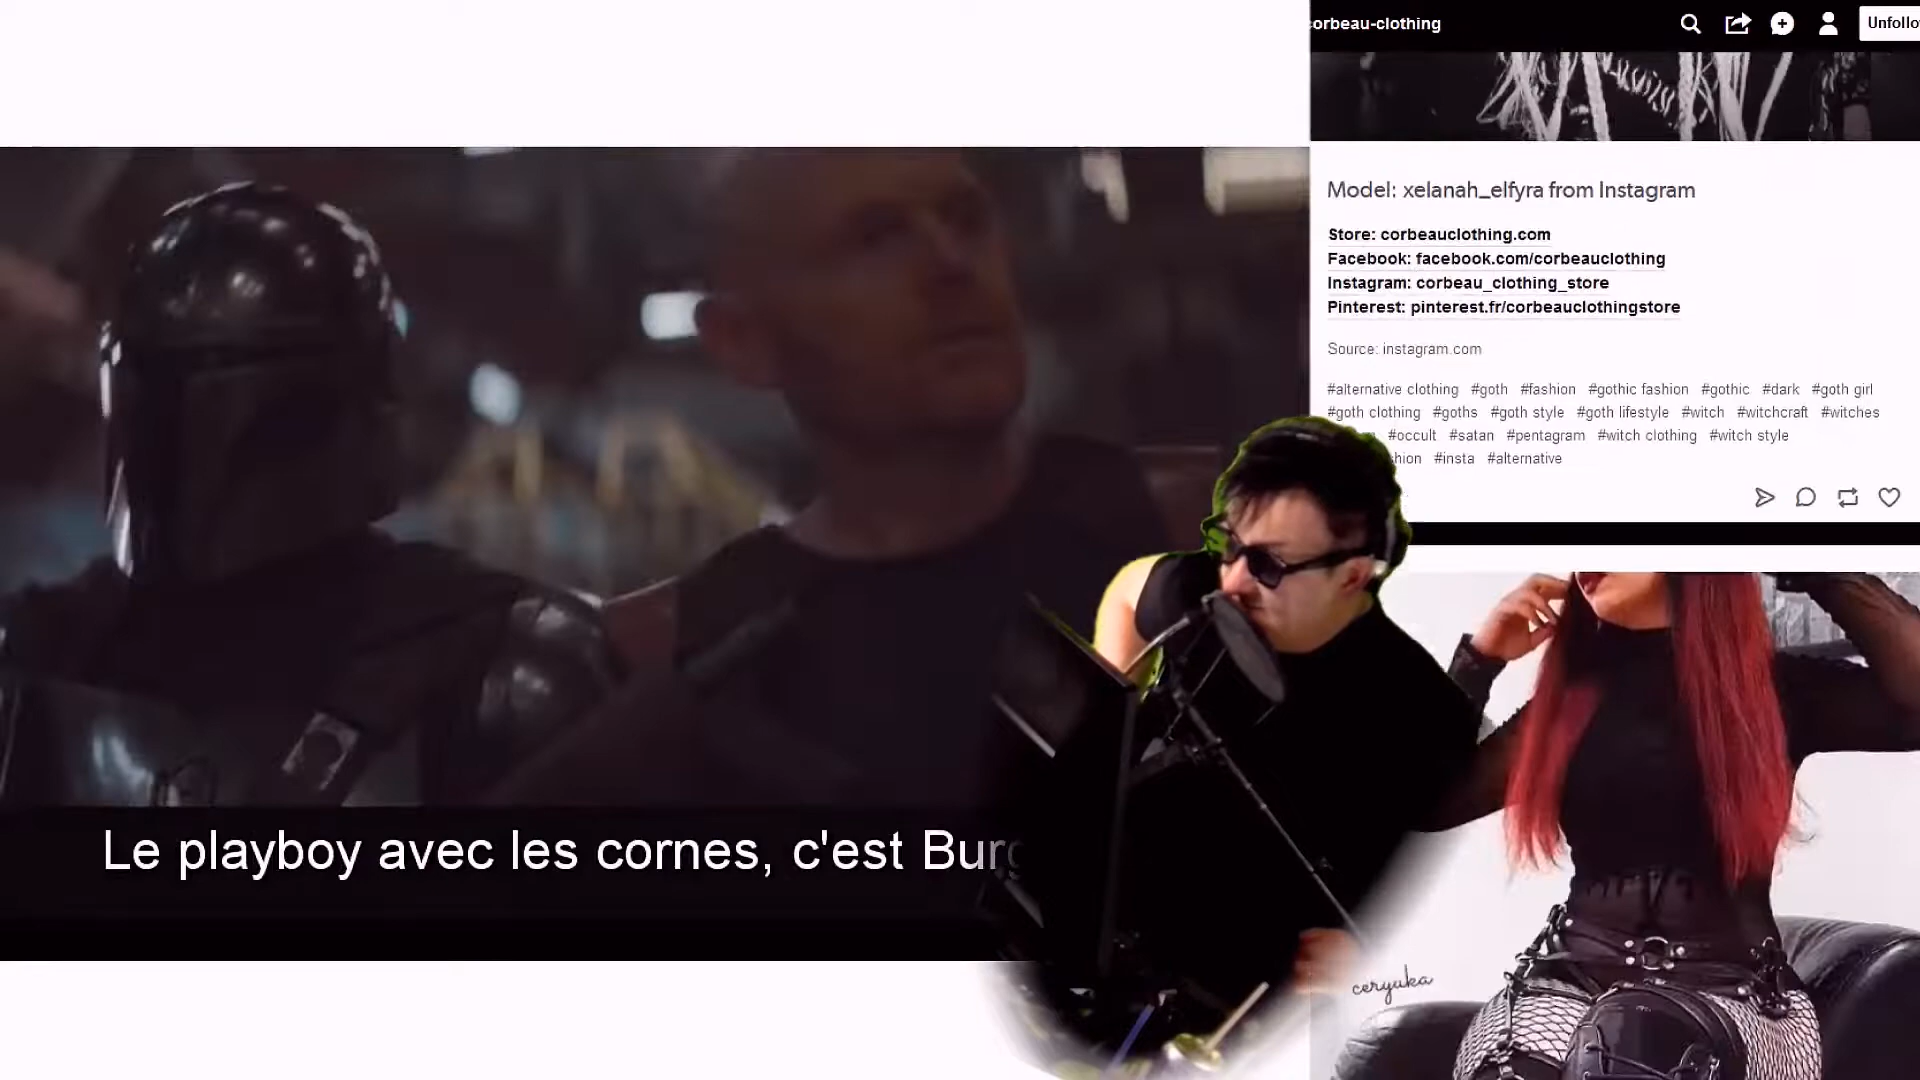 corbeau-clothing
Unfollo
Model: xelanah_elfyra from Instagram
Store: corbeauclothing.com
Facebook: facebook.com/corbeauclothing
Instagram: corbeau_clothing_store
Pinterest: pinterest.fr/corbeauclothingstore
Source: instagram.com
#alternative clothing #goth #fashion #gothic fashion #gothic #dark #goth girl
#goth clothing #goths #goth style #goth lifestyle #witch #witchcraft #witches
#occult #satan #pentagram #witch clothing #witch style
#insta #alternative
Le playboy avec les cornes, c'est Burg
ceryuka